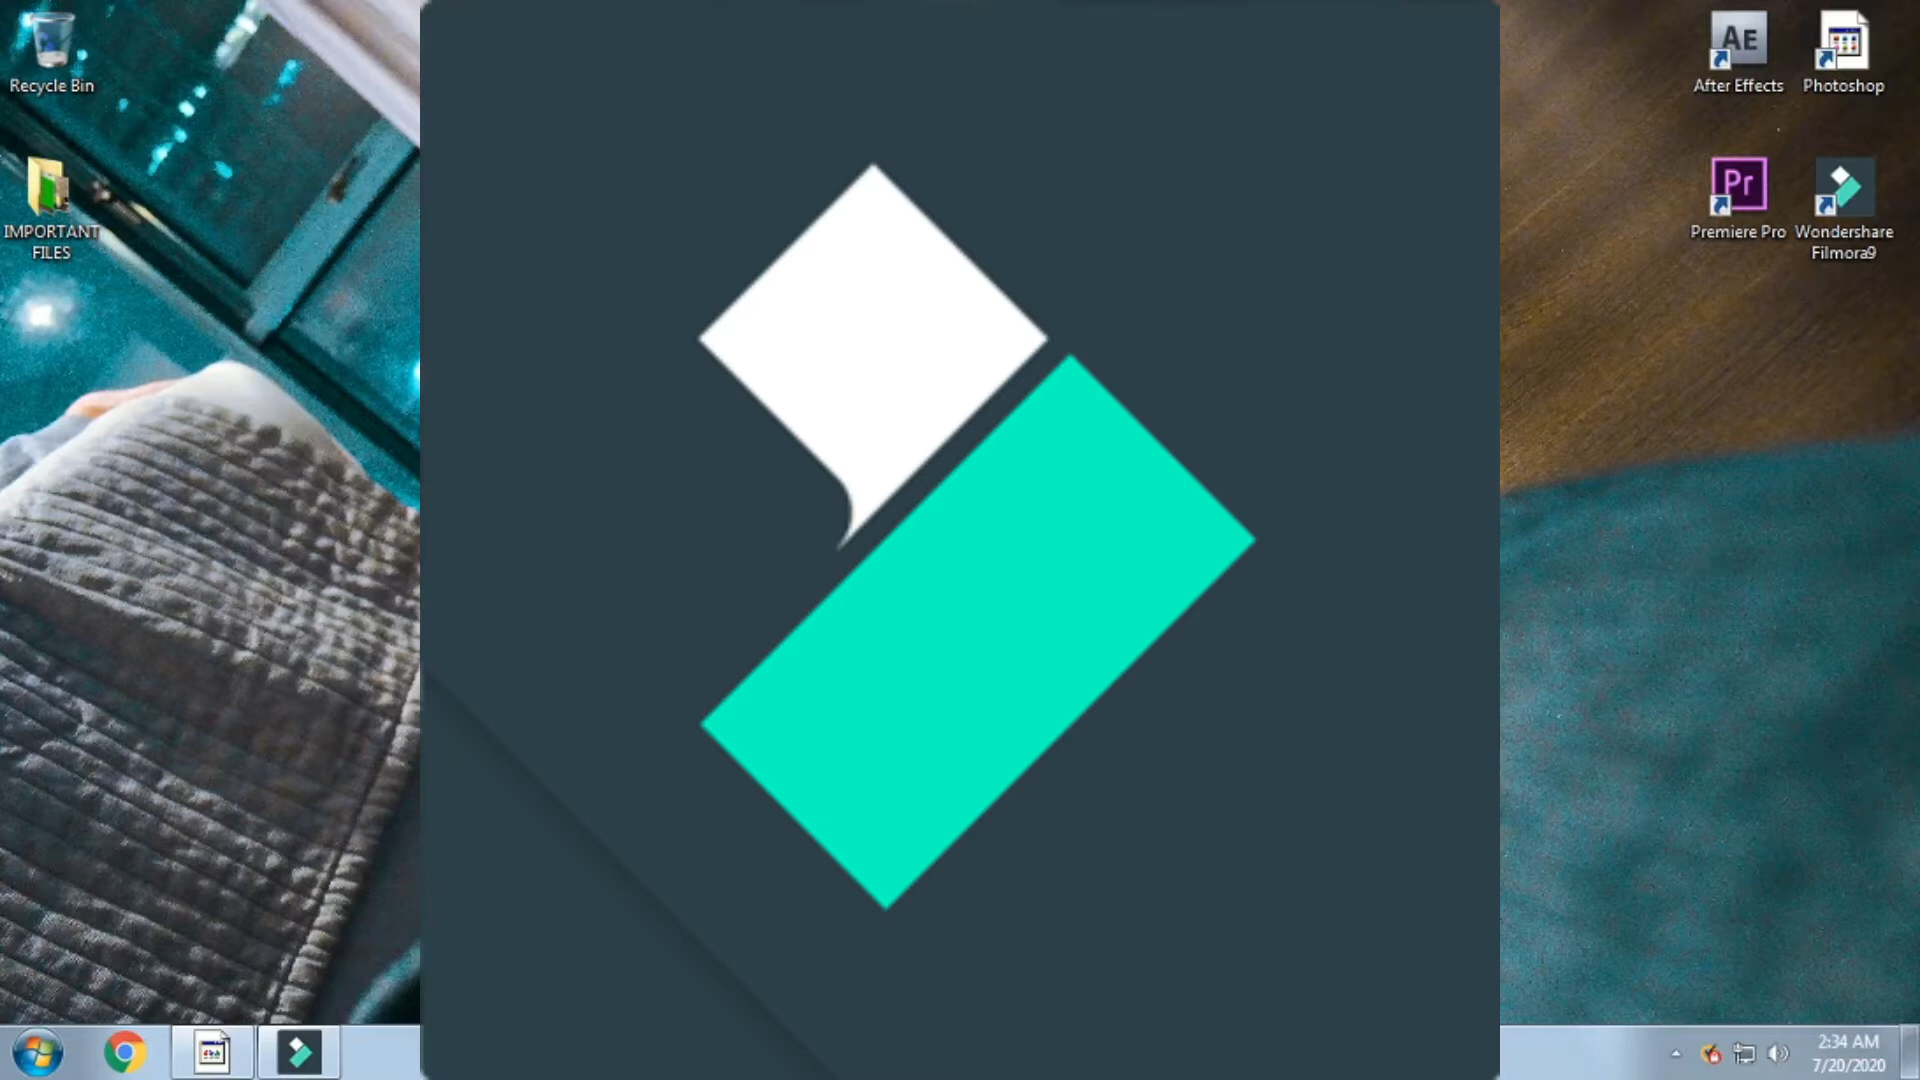 Recycle Bin
IMPORTANT
FILES
AE
After Effects
Photoshop
Pr
Premiere Pro
Wondershare
Filmora9
2:34 AM
7/20/2020